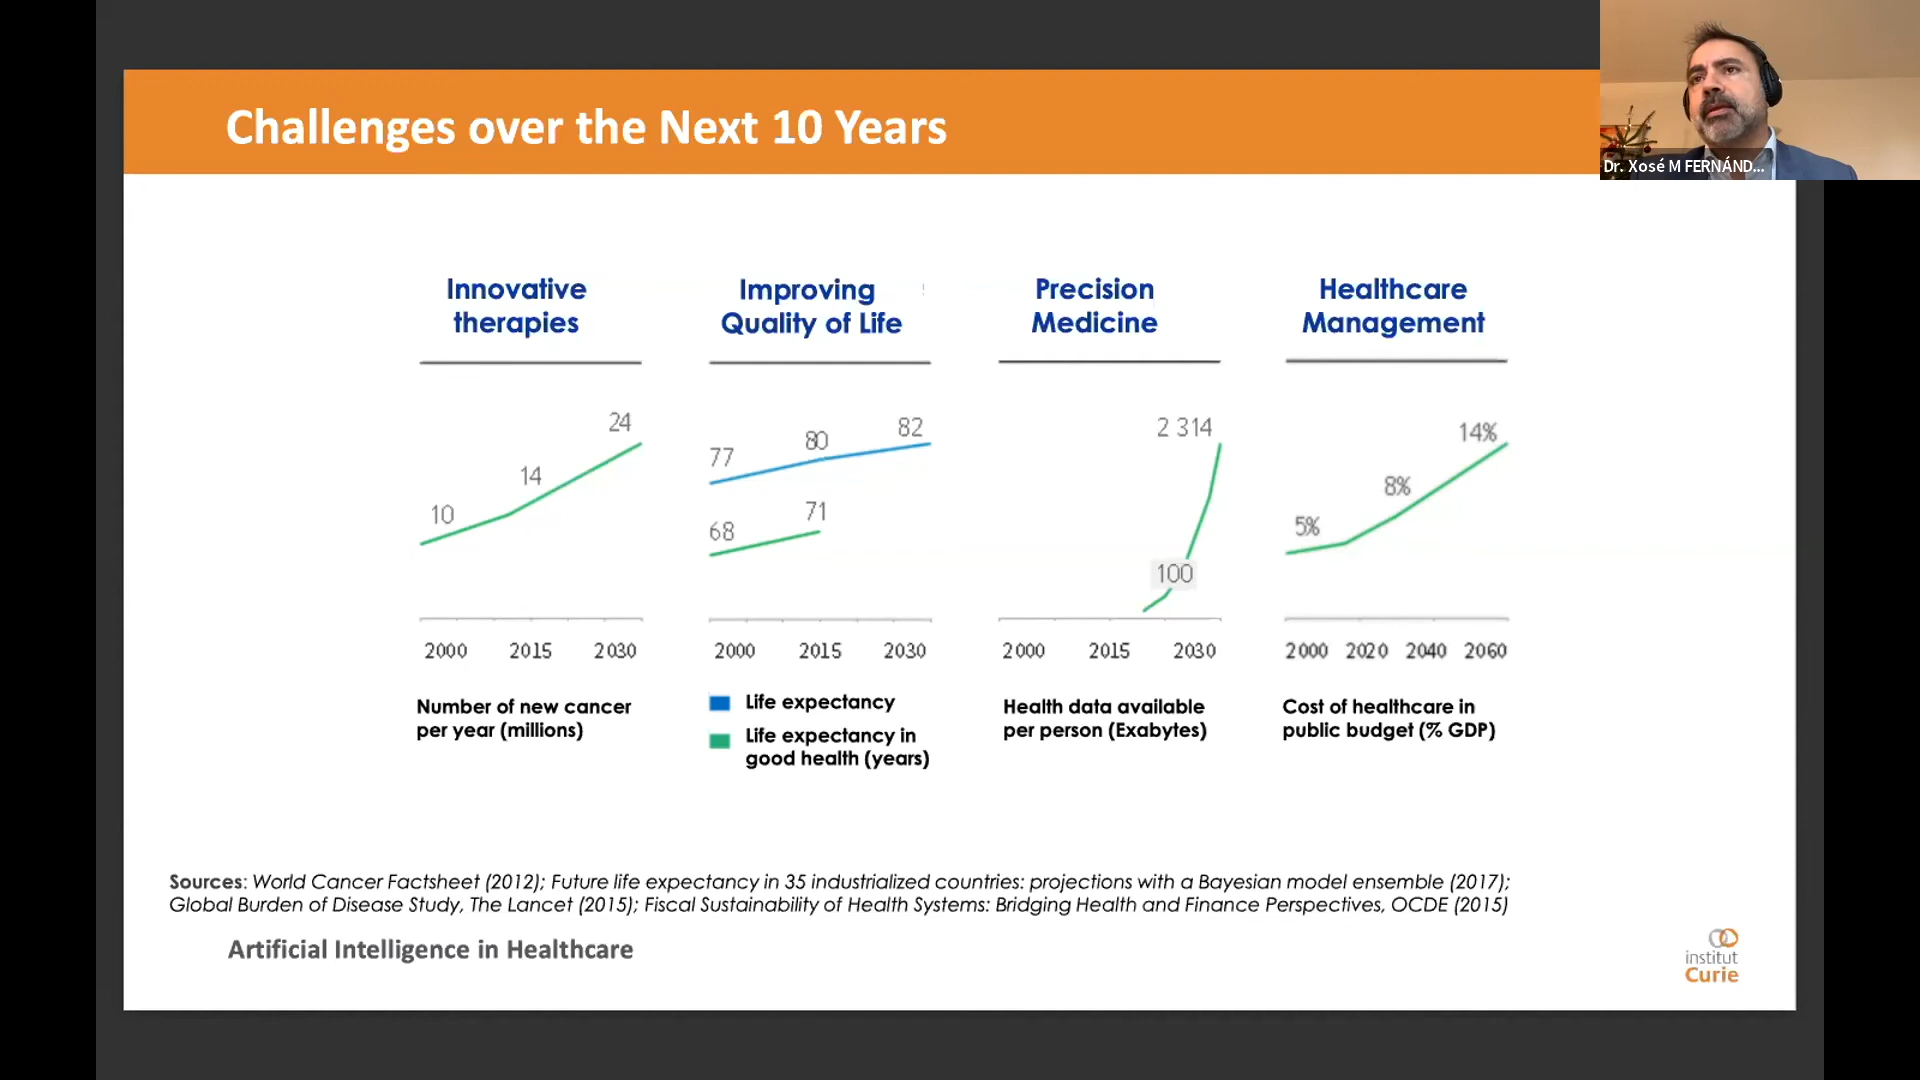 Challenges over the Next 10 Years
Dr. Xosé M FERNÁND...
Innovative
therapies
10
14
24
2000 2015 2030
Number of new cancer
per year (millions)
Improving
Quality of Life
77
80
82
68
71
2000 2015 2030
Life expectancy
Life expectancy in
good health (years)
Precision
Medicine
2 314
100
2000 2015 2030
Health data available
per person (Exabytes)
Healthcare
Management
5%
8%
14%
2000 2020 2040 2060
Cost of healthcare in
public budget (% GDP)
Sources: World Cancer Factsheet (2012); Future life expectancy in 35 industrialized countries: projections with a Bayesian model ensemble (2017);
Global Burden of Disease Study, The Lancet (2015); Fiscal Sustainability of Health Systems: Bridging Health and Finance Perspectives, OCDE (2015)
Artificial Intelligence in Healthcare
institut
Curie